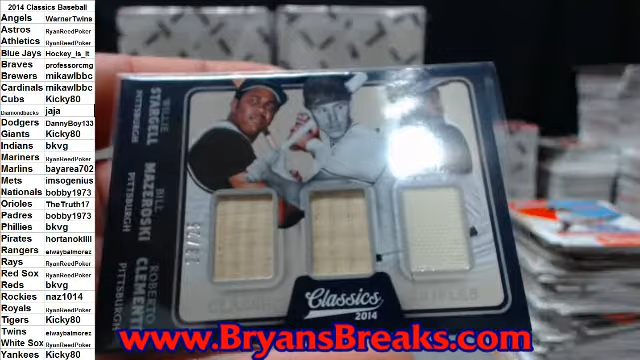 2014 Classics Baseball
Angels WarnerTwins
Astros RyanReedPoker
Athletics RyanReedPoker
Blue Jays Hockey_is_it
Braves professorcmg
Brewers mikawlbbc
Cardinals mikawlbbc
Cubs Kicky80
Diamondbacks jaja
Dodgers DannyBoy133
Giants Kicky80
Indians bkvg
Mariners RyanReedPoker
Marlins bayarea702
Mets imsogenius
Nationals bobby1973
Orioles TheTruth17
Padres bobby1973
Phillies bkvg
Pirates hortanokiii
Rangers elwaybalmorez
Rays RyanReedPoker
Red Sox RyanReedPoker
Reds bkvg
Rockies naz1014
Royals RyanReedPoker
Tigers Kicky80
Twins elwaybalmorez
White Sox RyanReedPoker
Yankees Kicky80
WILLIE
STARGELL
PITTSBURGH
BILL
MAZEROSKI
PITTSBURGH
ROBERTO
CLEMENTE
PITTSBURGH
Classics
2014
www.BryansBreaks.com